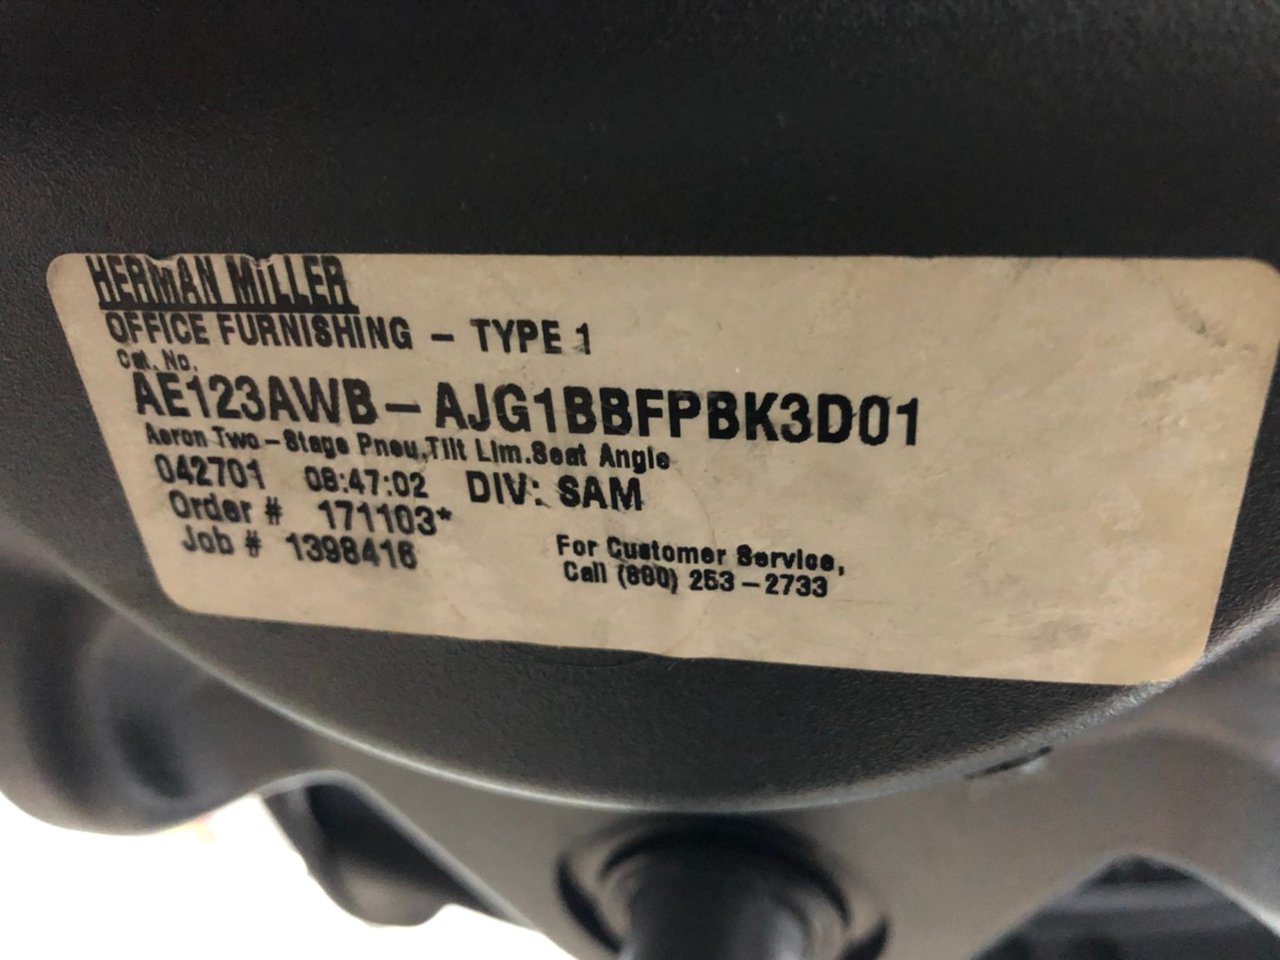 HERMAN MILLER
OFFICE FURNISHING - TYPE 1
Cat. No.
AE123AWB-AJG1BBFPBK3D01
Aeron Two-Stage Pneu,Tilt Lim.Seat Angle
042701 08:47:02 DIV: SAM
Order # 171103*
Job # 1398416
For Customer Service,
Call (800) 253-2733